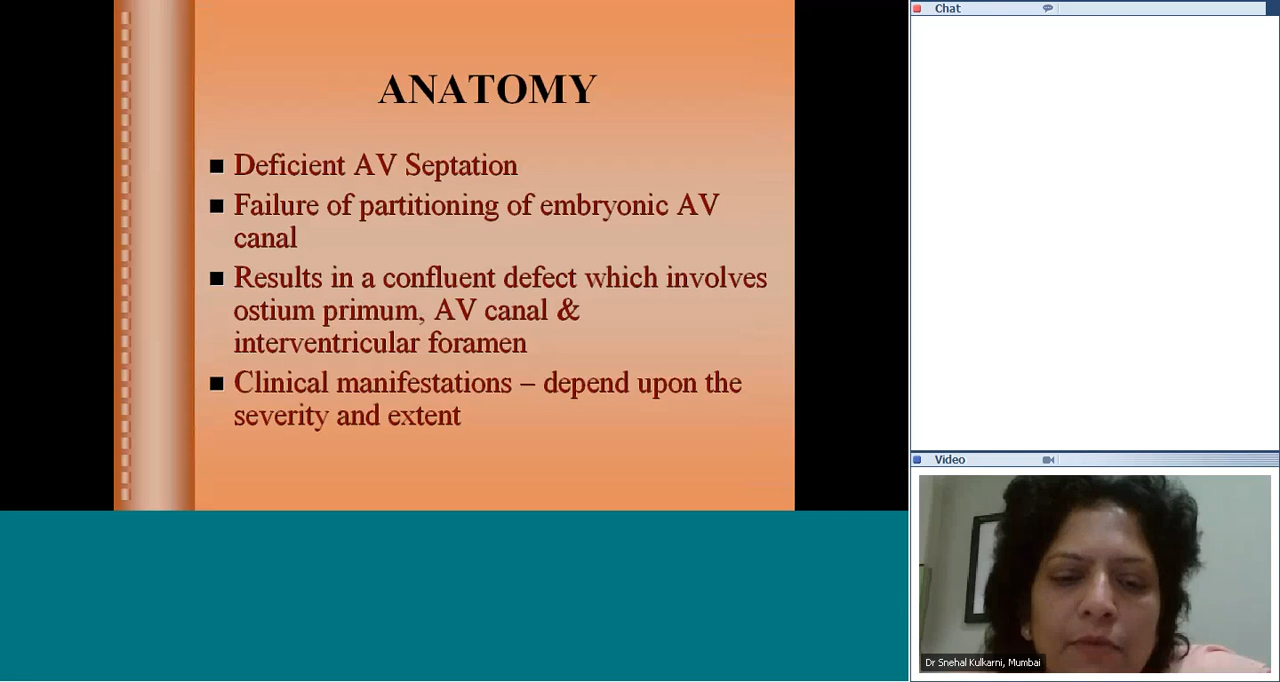 ANATOMY
■ Deficient AV Septation
■ Failure of partitioning of embryonic AV
canal
■ Results in a confluent defect which involves
ostium primum, AV canal &
interventricular foramen
■ Clinical manifestations – depend upon the
severity and extent
Chat
Video
Dr Snehal Kulkarni, Mumbai